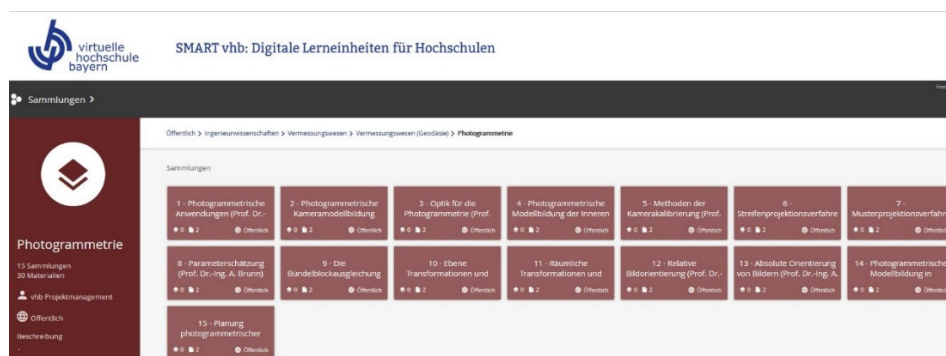 virtuelle
hochschule
bayern
SMART vhb: Digitale Lerneinheiten für Hochschulen
Sammlungen >
Öffentlich > Ingenieurwissenschaften > Vermessungswesen > Vermessungswesen (Geodäsie) > Photogrammetrie
Sammlungen
1 - Photogrammetrische
Anwendungen (Prof. Dr.-
0 2 Öffentlich
2 - Photogrammetrische
Kameramodellbildung
0 2 Öffentlich
3 - Optik für die
Photogrammetrie (Prof.
0 2 Öffentlich
4 - Photogrammetrische
Modellbildung der Inneren
0 2 Öffentlich
5 - Methoden der
Kamerakalibrierung (Prof.
0 2 Öffentlich
6 -
Streifenprojektionsverfahre
0 2 Öffentlich
7 -
Musterprojektionsverfahre
0 2 Öffentlich
Photogrammetrie
15 Sammlungen
30 Materialien
vhb Projektmanagement
Öffentlich
Beschreibung
8 - Parameterschätzung
(Prof. Dr.-Ing. A. Brunn)
0 2 Öffentlich
9 - Die
Bündelblockausgleichung
0 2 Öffentlich
10 - Ebene
Transformationen und
0 2 Öffentlich
11 - Räumliche
Transformationen und
0 2 Öffentlich
12 - Relative
Bildorientierung (Prof. Dr.-
0 2 Öffentlich
13 - Absolute Orientierung
von Bildern (Prof. Dr.-Ing. A.
0 2 Öffentlich
14 - Photogrammetrische
Modellbildung in
0 2 Öffentlich
15 - Planung
photogrammetrischer
0 2 Öffentlich